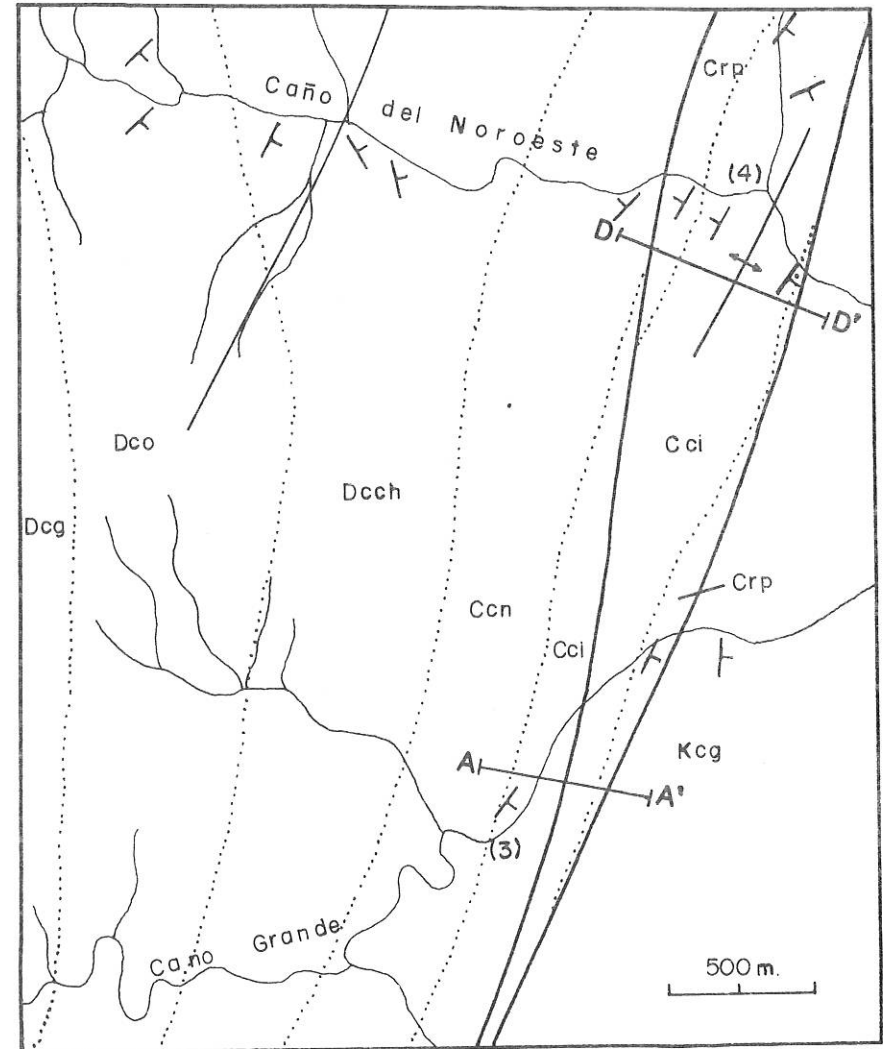 Crp
Caño del Noroeste
(4)
D
D'
Dco
Cci
Dcch
Dcg
Crp
Ccn
Cci
Kcg
A
A'
(3)
Caño Grande
500 m.